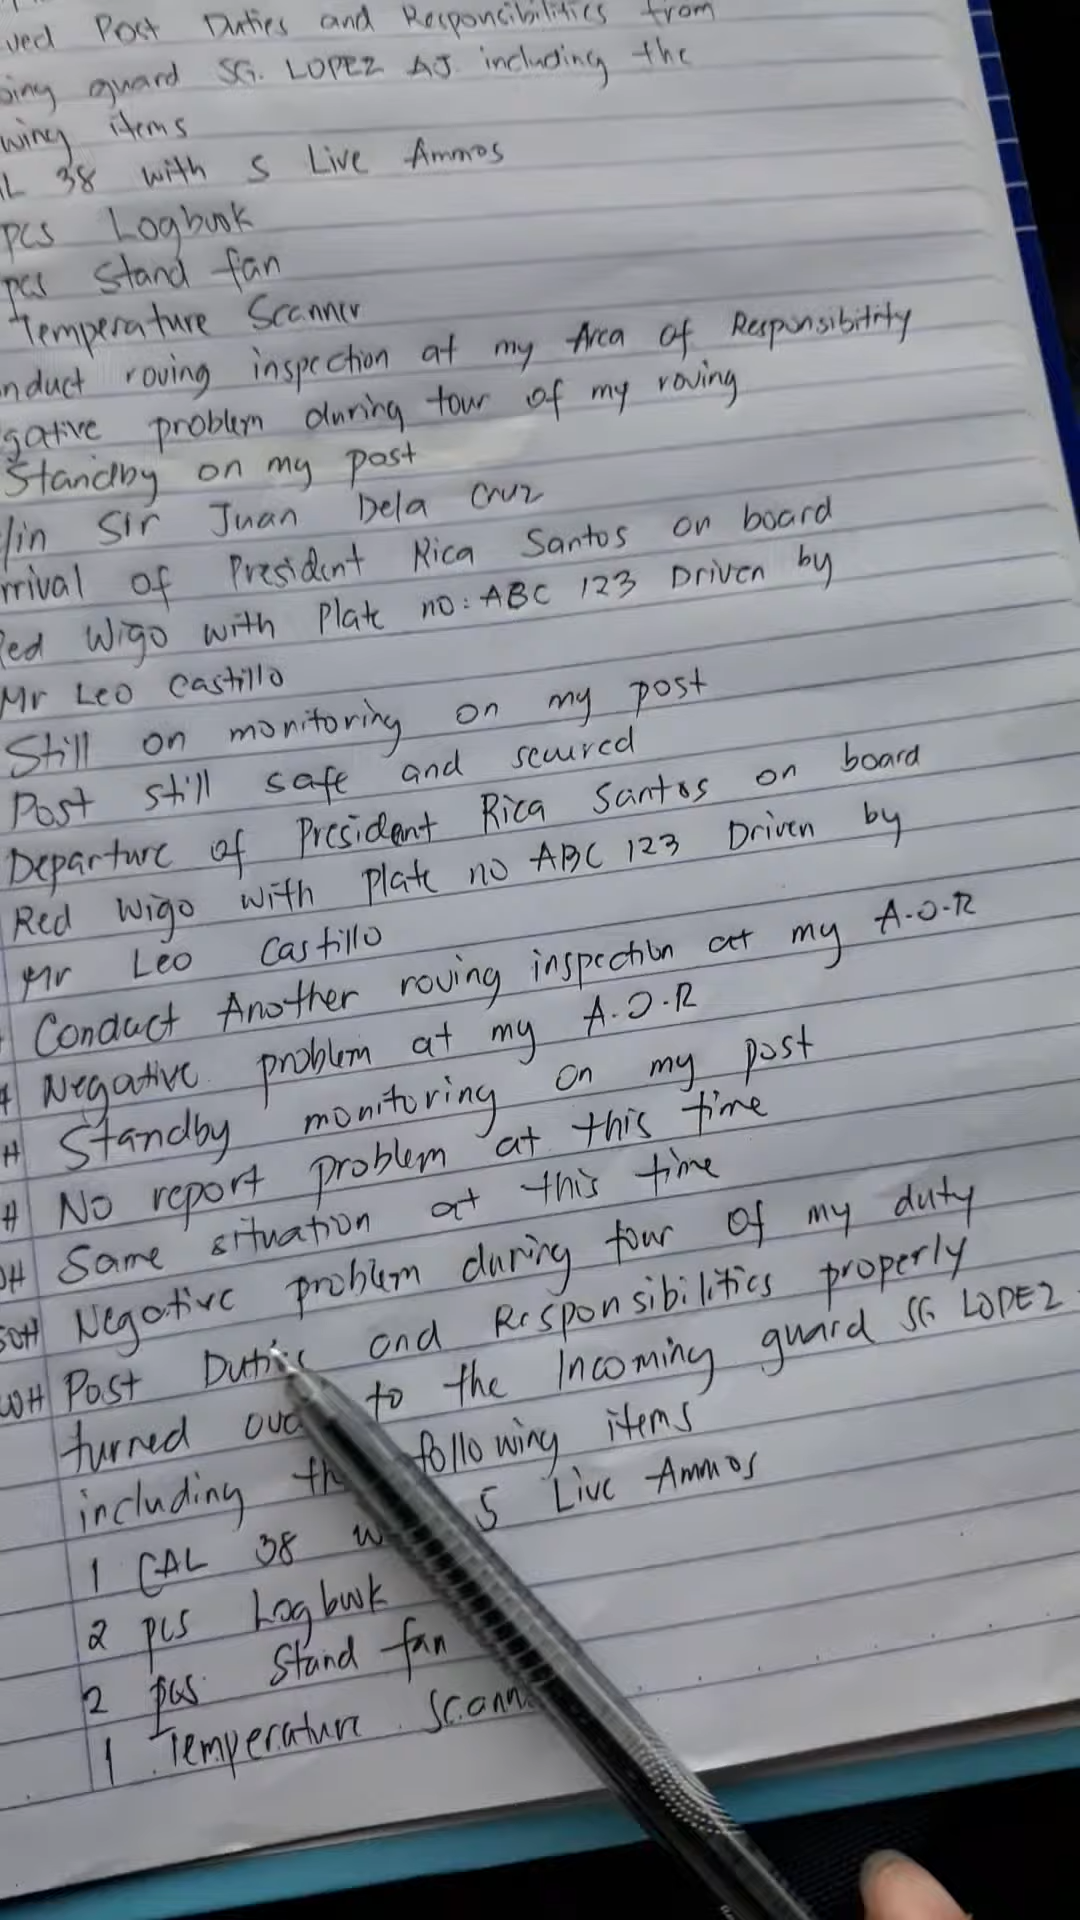 ved Post Duties and Responsibilities from
oing guard SG. LOPEZ AJ. including the
wing items
L 38 with 5 Live Ammos
pcs Logbook
pcs Stand fan
Temperature Scanner
nduct roving inspection at my Area of Responsibitity
gative problem during tour of my roving
Standby on my post
lin Sir Juan Dela Cruz
rrival of President Rica Santos on board
ed Wigo with Plate no: ABC 123 Driven by
Mr Leo Castillo
Still on monitoring on my post
Post still safe and secured
Departure of President Rica Santos on board
Red Wigo with Plate no ABC 123 Driven by
Mr Leo Castillo
Conduct Another roving inspection at my A.O.R
Negative problem at my A.O.R
H Standby monitoring on my post
H No report problem at this time
H Same situation at this time
H Negative problem during tour of my duty
H Post Duties and Responsibilities properly
turned ove to the Incoming guard SG LOPEZ
including th following items
1 CAL 38 w 5 Live Ammos
2 pcs Logbook
2 pcs Stand fan
1 Temperature Scann